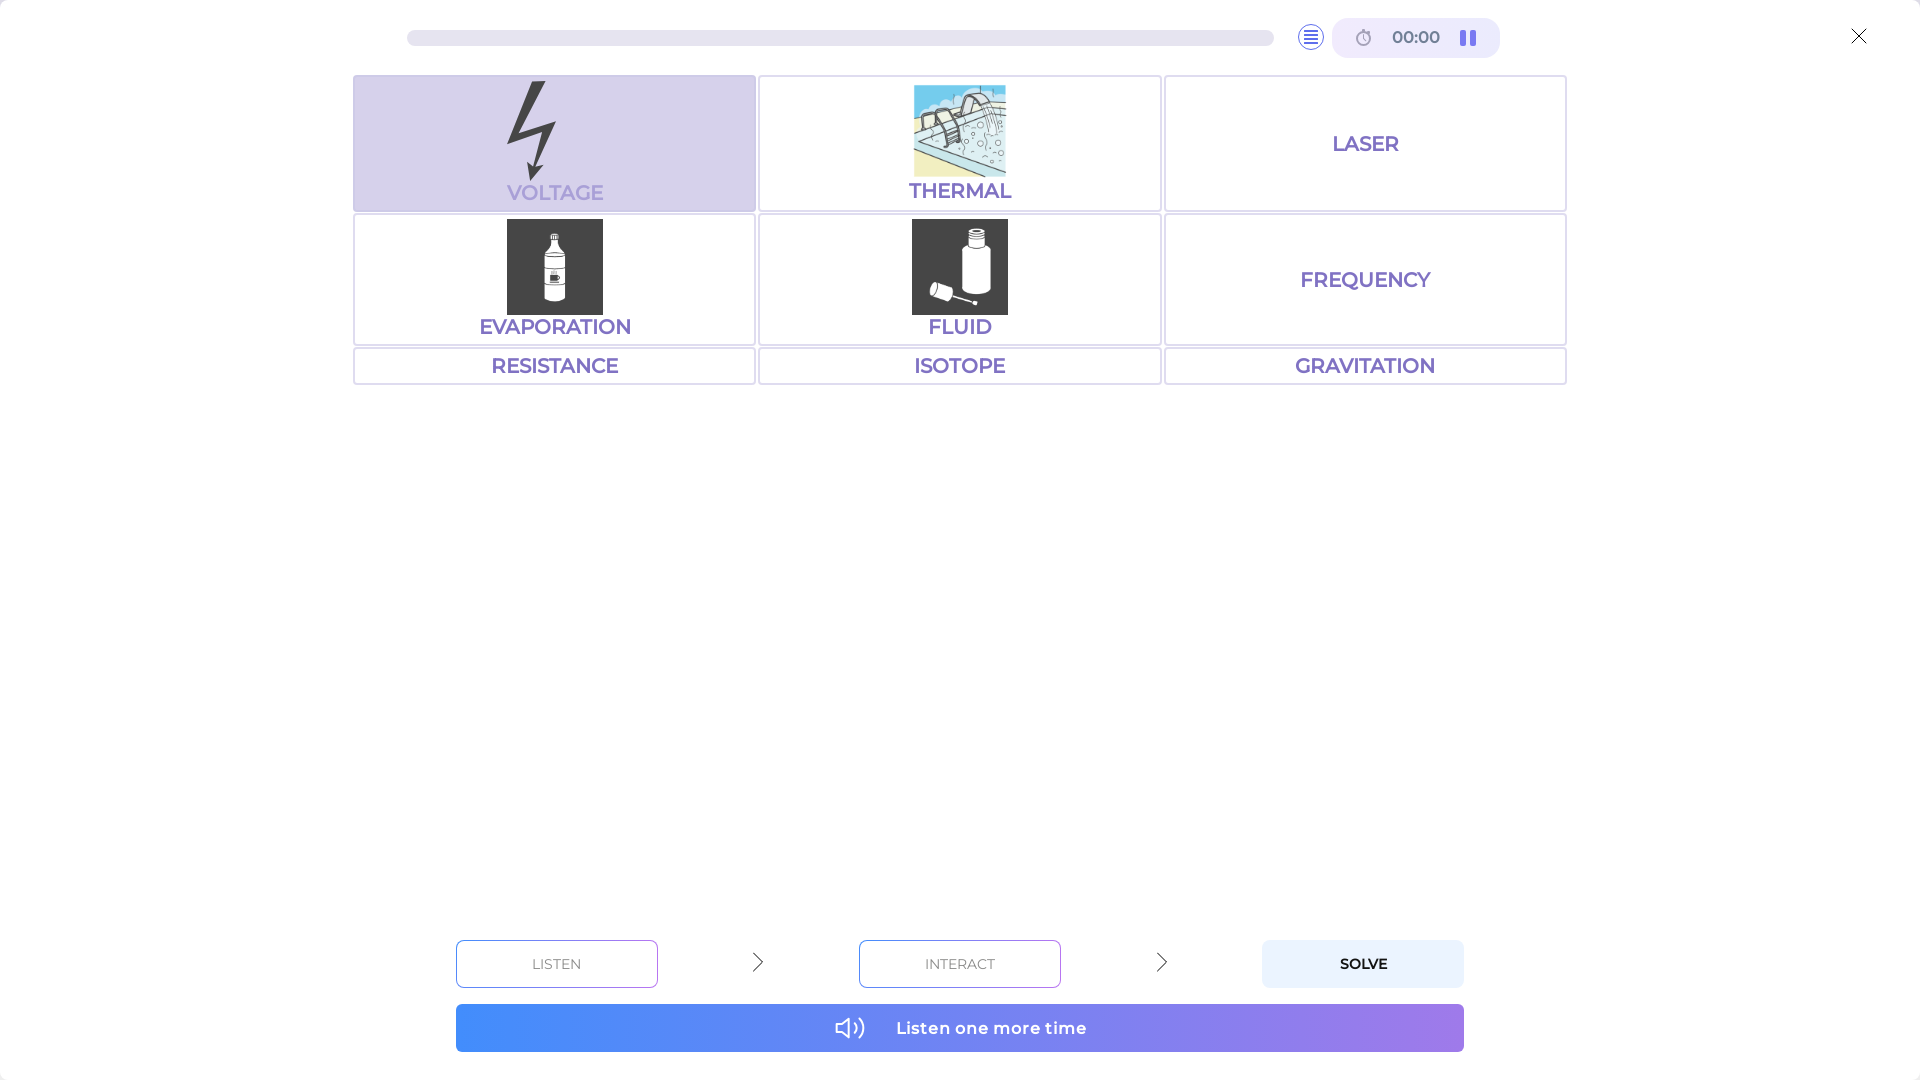 00:00
VOLTAGE
THERMAL
LASER
EVAPORATION
FLUID
FREQUENCY
RESISTANCE
ISOTOPE
GRAVITATION
LISTEN
INTERACT
SOLVE
Listen one more time